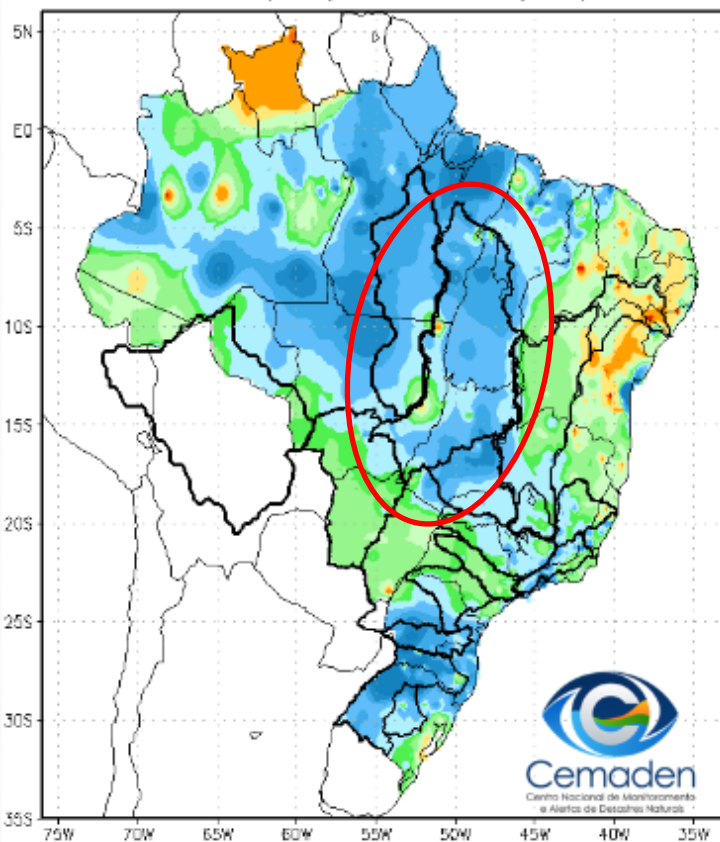 5N
EQ
5S
10S
15S
20S
25S
30S
35S
75W
70W
65W
60W
55W
50W
45W
40W
35W
Cemaden
Centro Nacional de Monitoramento
e Alertas de Desastres Naturais